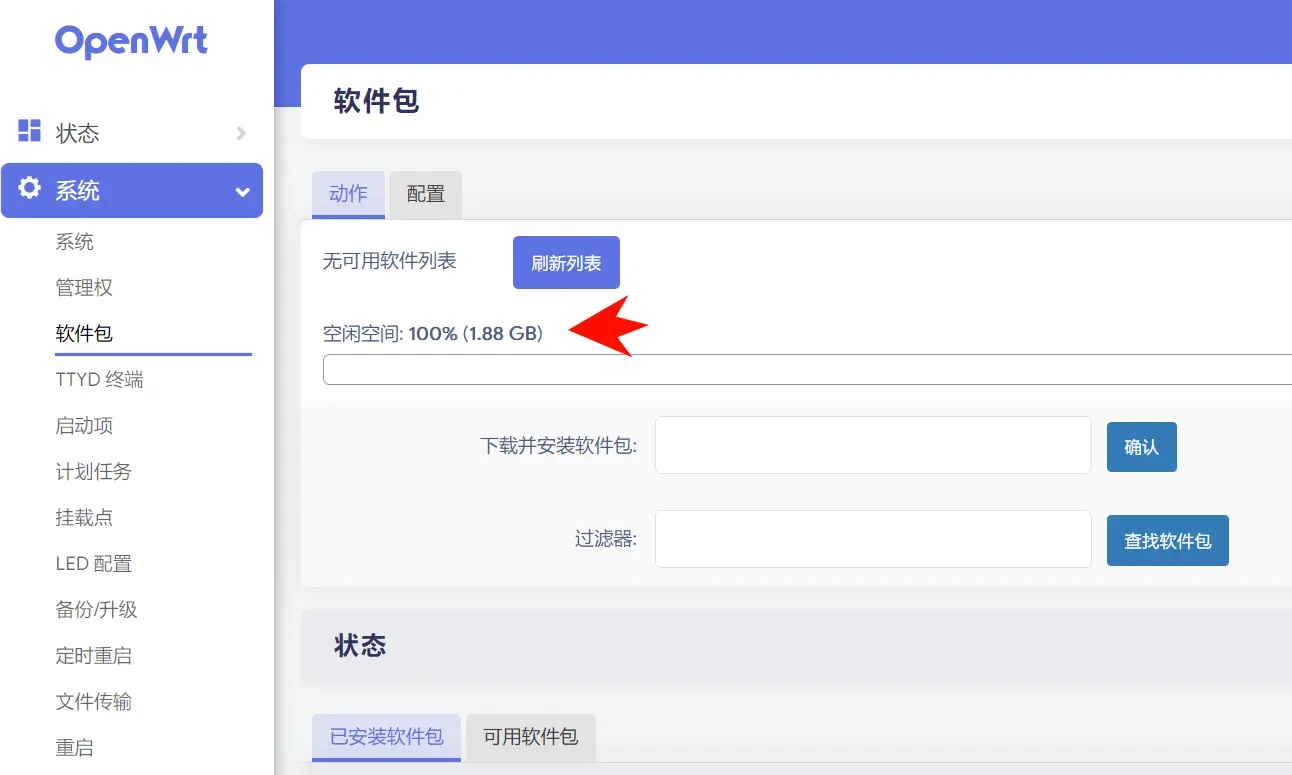 OpenWrt
状态
系统
系统
管理权
软件包
TTYD 终端
启动项
计划任务
挂载点
LED 配置
备份/升级
定时重启
文件传输
重启
软件包
动作 配置
无可用软件列表 刷新列表
空闲空间: 100% (1.88 GB)
下载并安装软件包: 确认
过滤器: 查找软件包
状态
已安装软件包 可用软件包